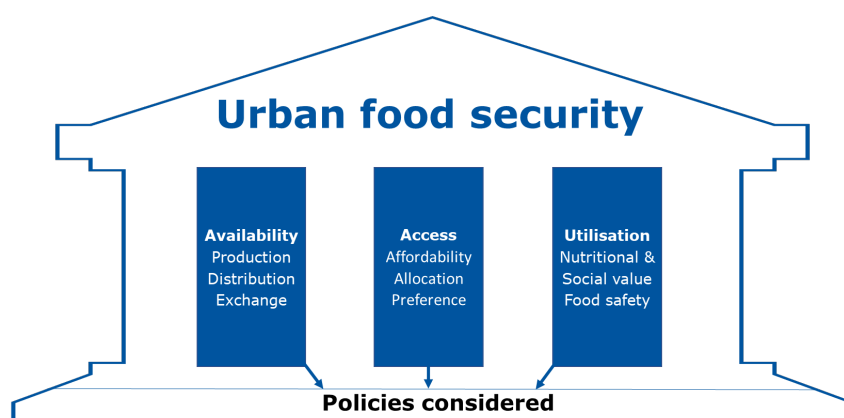 Urban food security
Availability
Production
Distribution
Exchange
Access
Affordability
Allocation
Preference
Utilisation
Nutritional &
Social value
Food safety
Policies considered